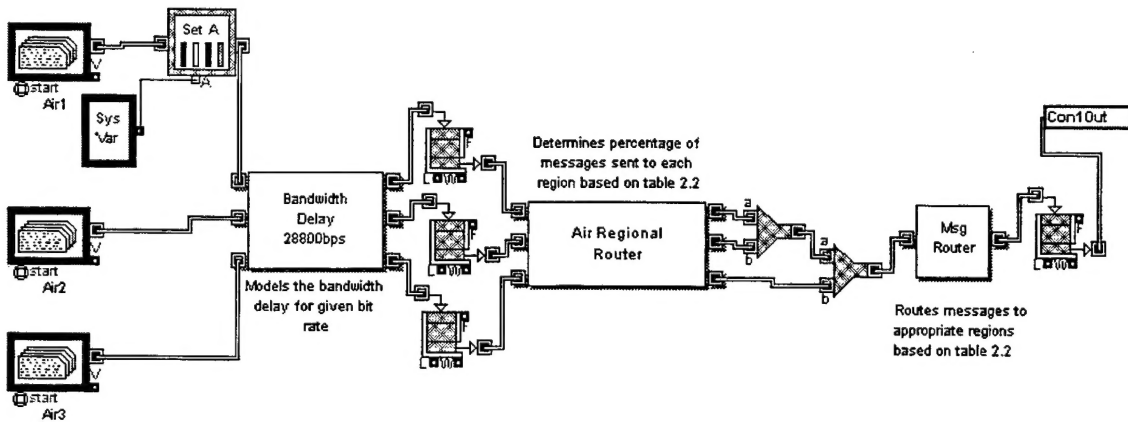 Set A
A
V
start
Air1
Sys
'Var
V
start
Air2
V
start
Air3
Bandwidth
Delay
28800bps
Models the bandwidth
delay for given bit
rate
F
L
F
L
F
L
Determines percentage of
messages sent to each
region based on table 2.2
Air Regional
Router
a
b
a
b
Msg
Router
Routes messages to
appropriate regions
based on table 2.2
F
L
Con1Out